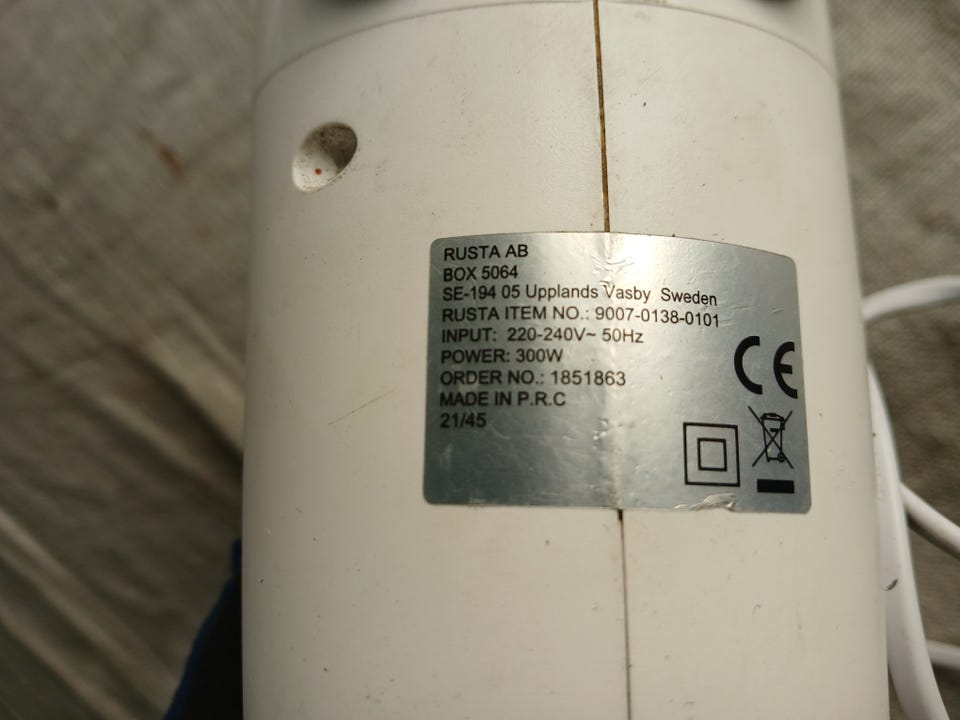 RUSTA AB
BOX 5064
SE-194 05 Upplands Vasby Sweden
RUSTA ITEM NO.: 9007-0138-0101
INPUT: 220-240V~ 50Hz
POWER: 300W
ORDER NO.: 1851863
MADE IN P.R.C
21/45
CE